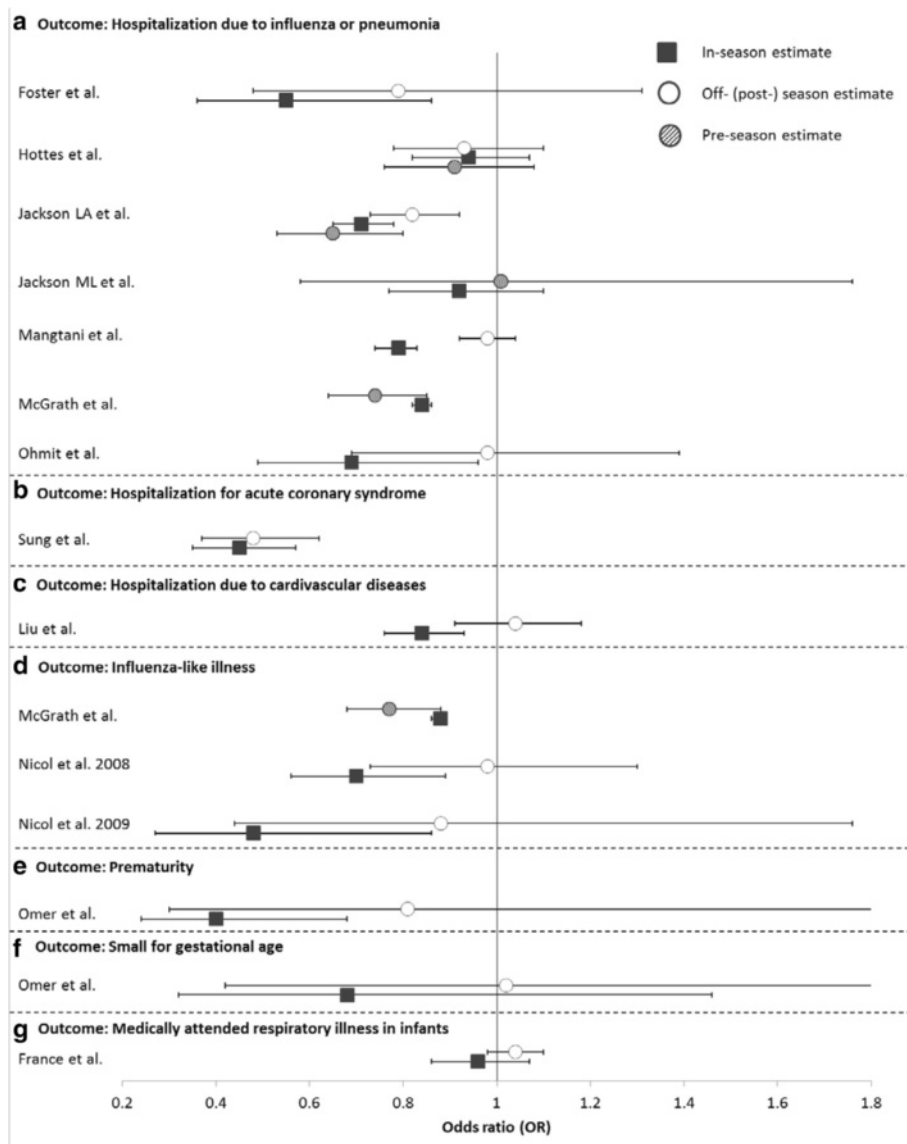 a Outcome: Hospitalization due to influenza or pneumonia
In-season estimate
Off- (post-) season estimate
Pre-season estimate
Foster et al.
Hottes et al.
Jackson LA et al.
Jackson ML et al.
Mangtani et al.
McGrath et al.
Ohmit et al.
b Outcome: Hospitalization for acute coronary syndrome
Sung et al.
c Outcome: Hospitalization due to cardivascular diseases
Liu et al.
d Outcome: Influenza-like illness
McGrath et al.
Nicol et al. 2008
Nicol et al. 2009
e Outcome: Prematurity
Omer et al.
f Outcome: Small for gestational age
Omer et al.
g Outcome: Medically attended respiratory illness in infants
France et al.
0.2 0.4 0.6 0.8 1 1.2 1.4 1.6 1.8
Odds ratio (OR)